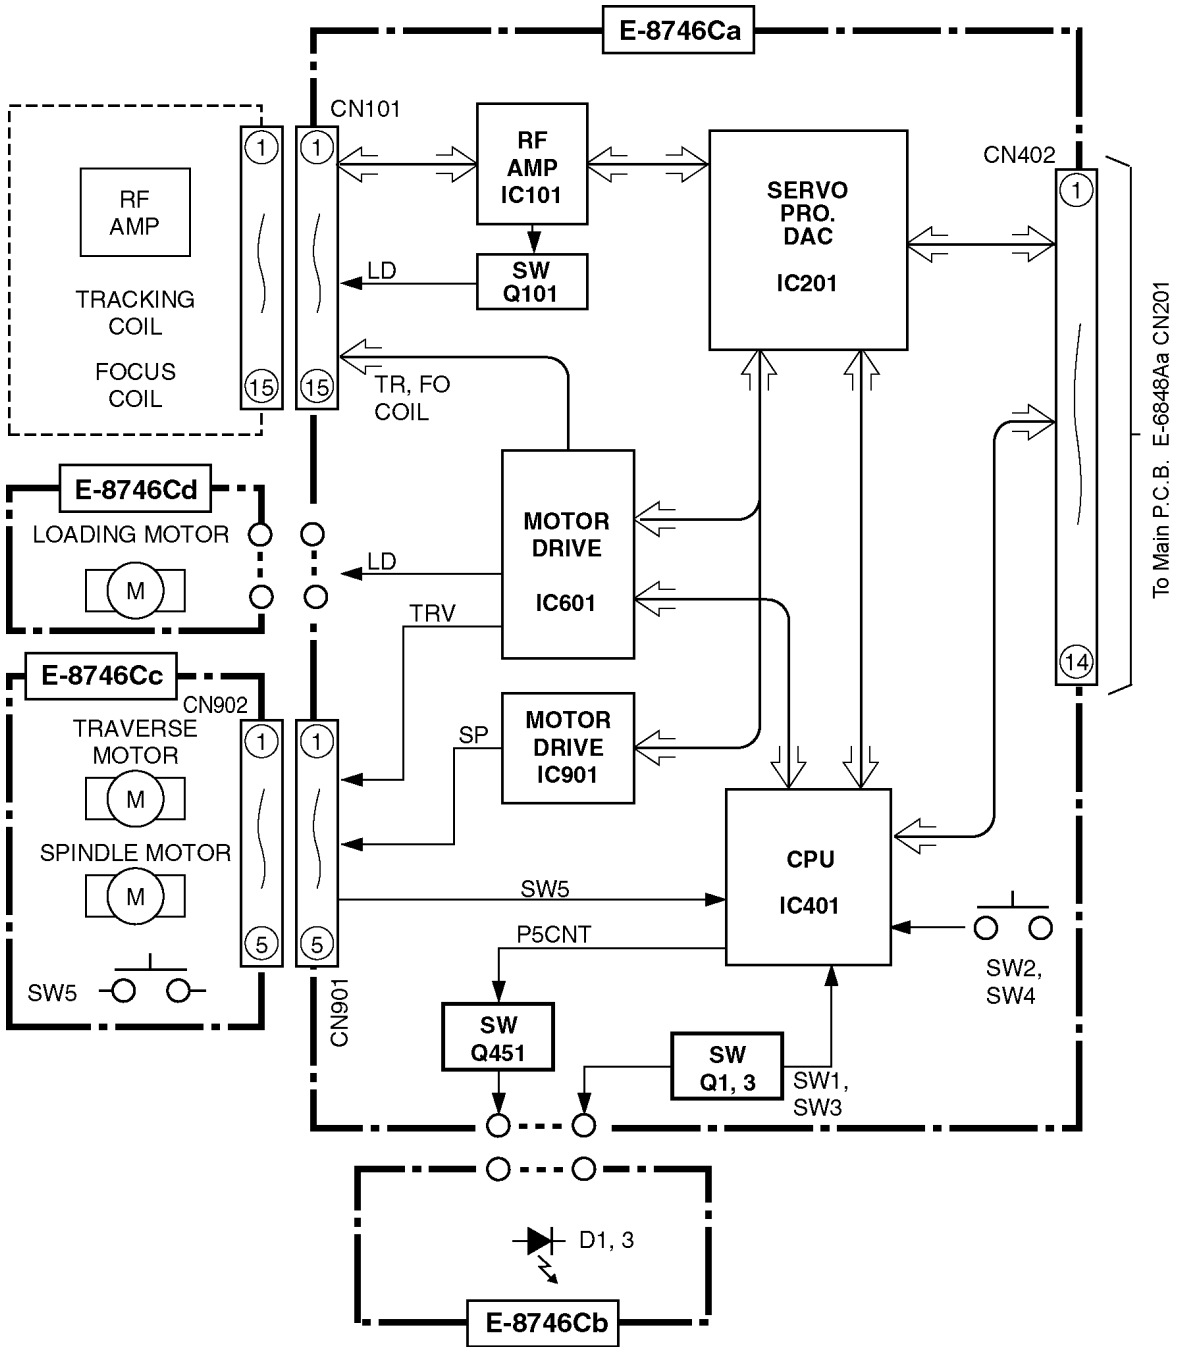 E-8746Ca
CN101
1
1
RF
AMP
IC101
SERVO
PRO.
DAC
IC201
CN402
1
RF
AMP
LD
SW
Q101
TRACKING
COIL
FOCUS
COIL
15
15
TR, FO
COIL
To Main P.C.B. E-6848Aa CN201
E-8746Cd
LOADING MOTOR
M
LD
MOTOR
DRIVE
IC601
TRV
14
E-8746Cc
CN902
TRAVERSE
MOTOR
M
1
1
SP
MOTOR
DRIVE
IC901
SPINDLE MOTOR
M
SW5
CPU
IC401
5
5
P5CNT
SW2,
SW4
SW5
CN901
SW
Q451
SW
Q1, 3
SW1,
SW3
D1, 3
E-8746Cb